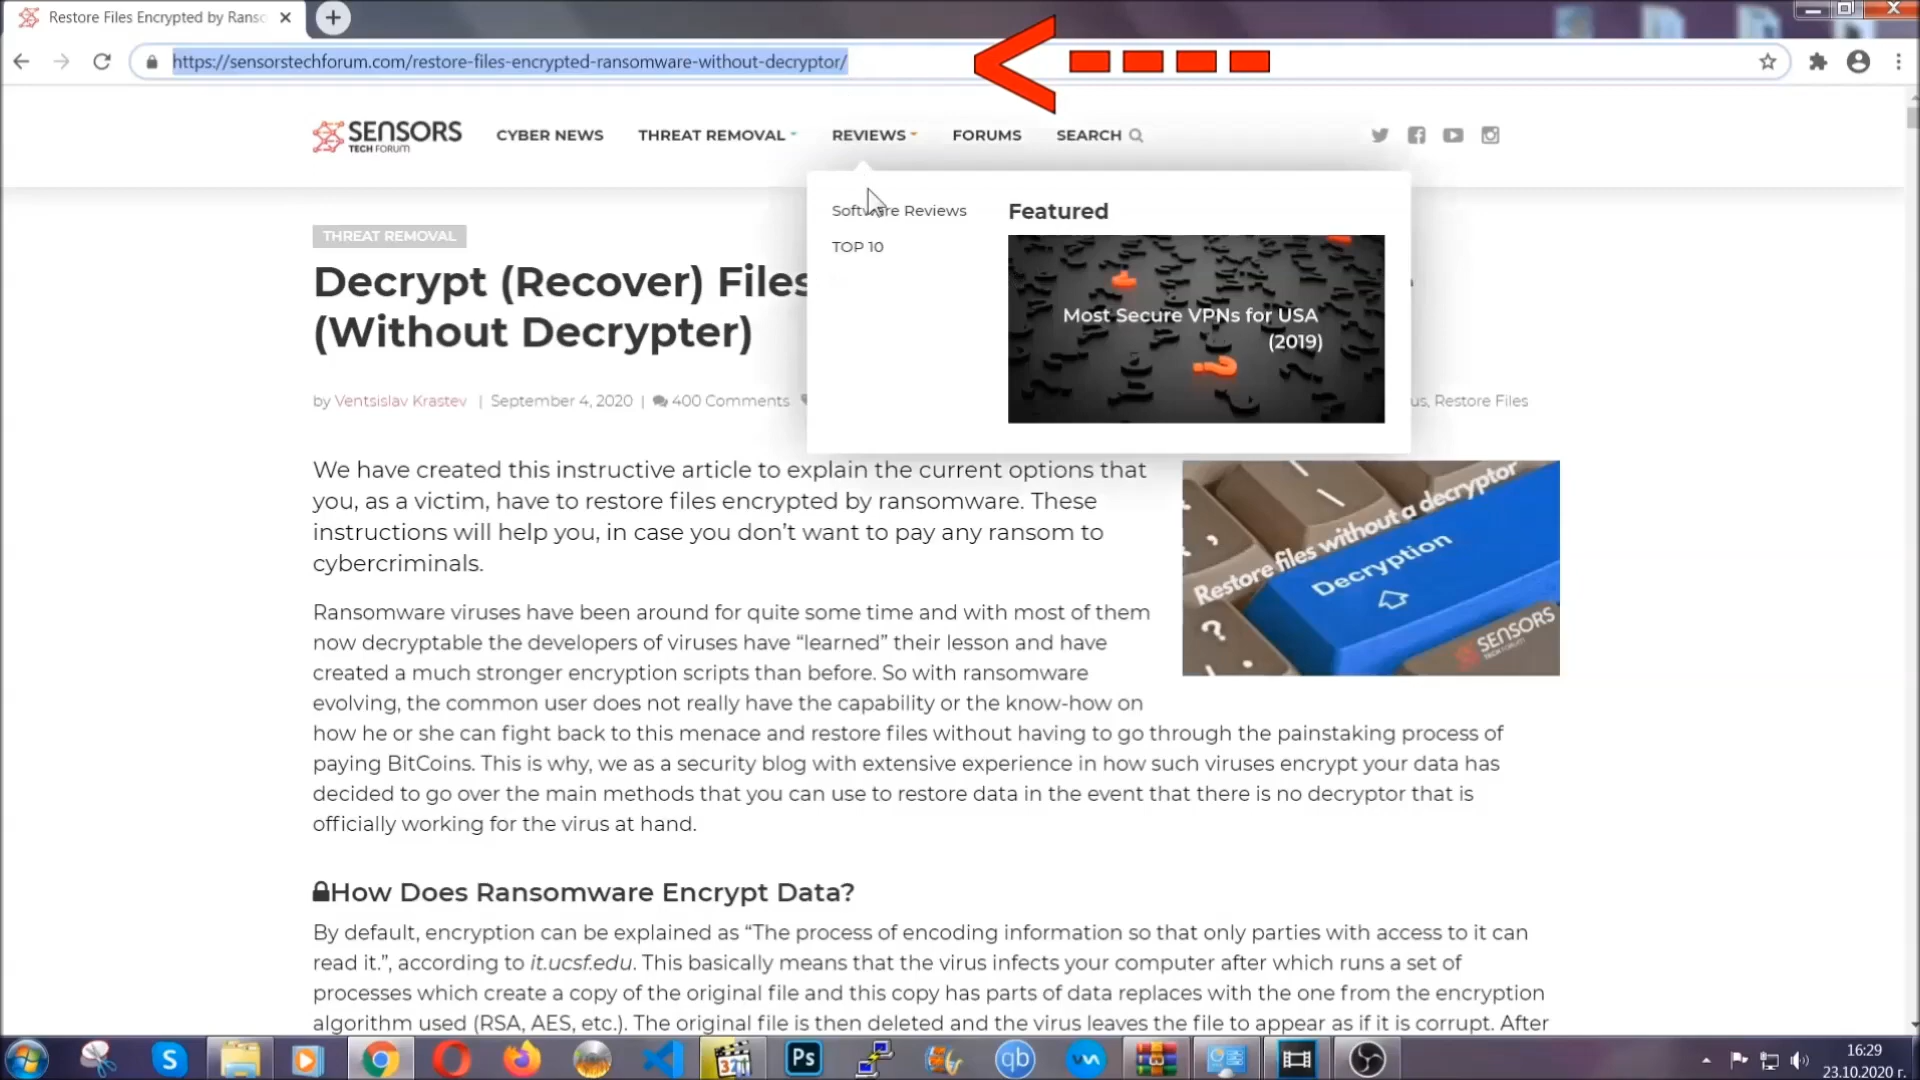 Restore Files Encrypted by Ranso
https://sensorstechforum.com/restore-files-encrypted-ransomware-without-decryptor/
SENSORS
TECH FORUM
CYBER NEWS
THREAT REMOVAL
REVIEWS
FORUMS
SEARCH
Software Reviews
TOP 10
Featured
Most Secure VPNs for USA
(2019)
THREAT REMOVAL
Decrypt (Recover) Files
(Without Decrypter)
by Ventsislav Krastev | September 4, 2020 | 400 Comments
us, Restore Files
We have created this instructive article to explain the current options that
you, as a victim, have to restore files encrypted by ransomware. These
instructions will help you, in case you don’t want to pay any ransom to
cybercriminals.
Restore files without a decryptor
Decryption
SENSORS
TECH FORUM
Ransomware viruses have been around for quite some time and with most of them
now decryptable the developers of viruses have “learned” their lesson and have
created a much stronger encryption scripts than before. So with ransomware
evolving, the common user does not really have the capability or the know-how on
how he or she can fight back to this menace and restore files without having to go through the painstaking process of
paying BitCoins. This is why, we as a security blog with extensive experience in how such viruses encrypt your data has
decided to go over the main methods that you can use to restore data in the event that there is no decryptor that is
officially working for the virus at hand.
How Does Ransomware Encrypt Data?
By default, encryption can be explained as “The process of encoding information so that only parties with access to it can
read it.”, according to it.ucsf.edu. This basically means that the virus infects your computer after which runs a set of
processes which create a copy of the original file and this copy has parts of data replaces with the one from the encryption
algorithm used (RSA, AES, etc.). The original file is then deleted and the virus leaves the file to appear as if it is corrupt. After
S
321
Ps
qb
16:29
23.10.2020 г.